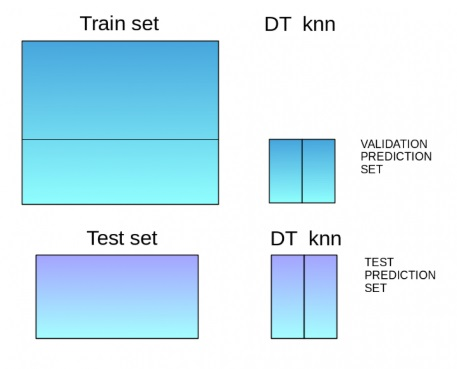 Train set
DT knn
VALIDATION
PREDICTION
SET
Test set
DT knn
TEST
PREDICTION
SET